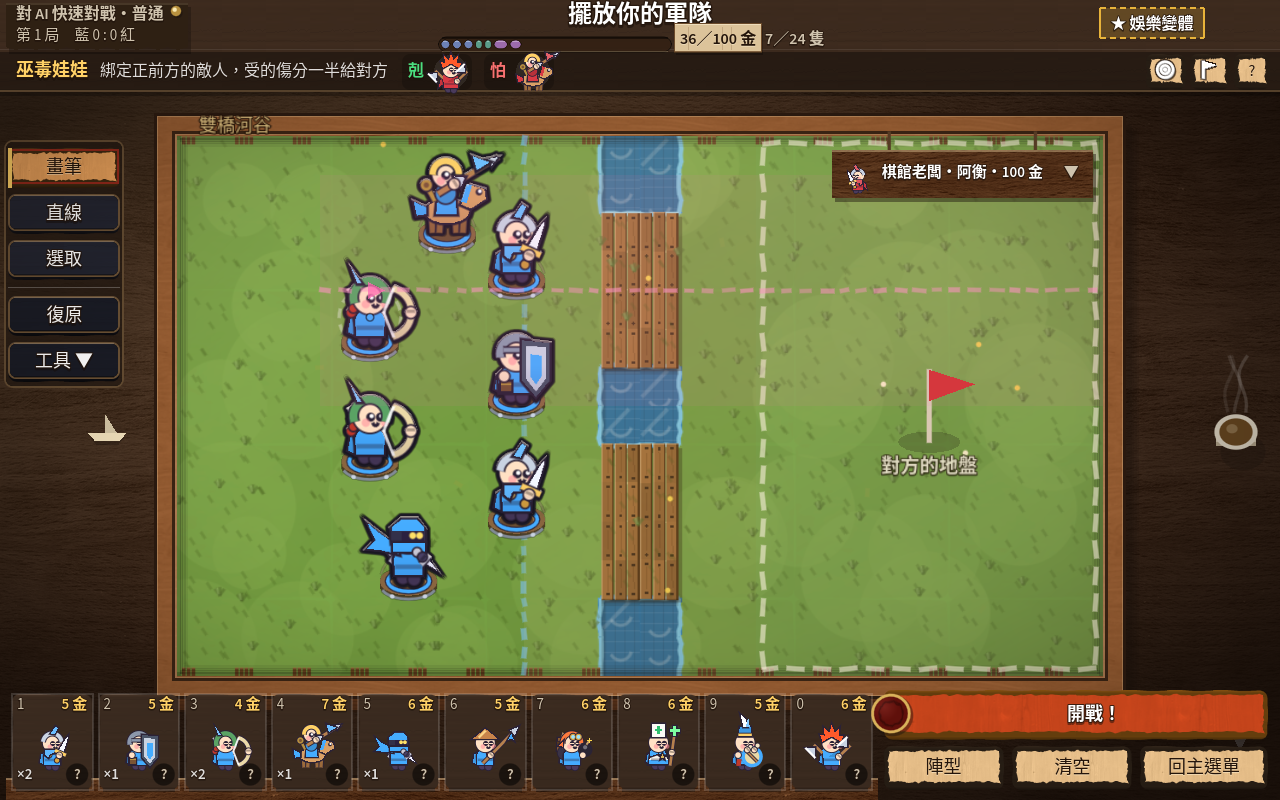 對 AI 快速對戰・普通
第 1 局 藍 0 : 0 紅
擺放你的軍隊
36／100 金
7／24 隻
★ 娛樂變體
巫毒娃娃 綁定正前方的敵人，受的傷分一半給對方
剋
怕
?
雙橋河谷
棋館老闆・阿衡・100 金 ▼
畫筆
直線
選取
復原
工具 ▼
對方的地盤
1 5 金
×2 ?
2 5 金
×1 ?
3 4 金
×2 ?
4 7 金
×1 ?
5 6 金
×1 ?
6 5 金
?
7 6 金
?
8 6 金
?
9 5 金
?
0 6 金
?
開戰！
陣型
清空
回主選單